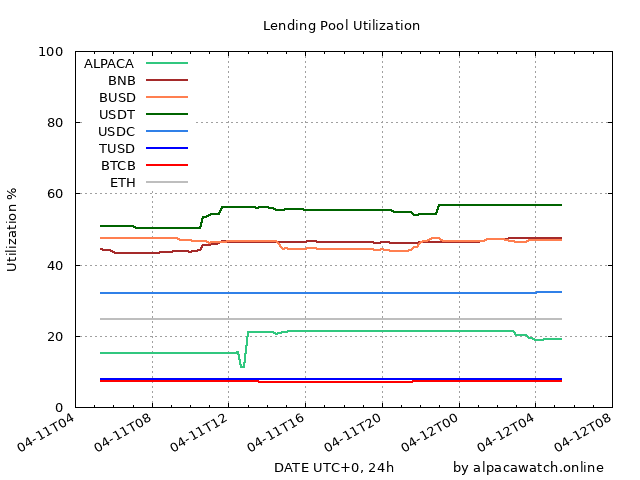 Lending Pool Utilization
100
80
60
40
20
0
Utilization %
ALPACA
BNB
BUSD
USDT
USDC
TUSD
BTCB
ETH
04-11T04
04-11T08
04-11T12
04-11T16
04-11T20
04-12T00
04-12T04
04-12T08
DATE UTC+0, 24h
by alpacawatch.online